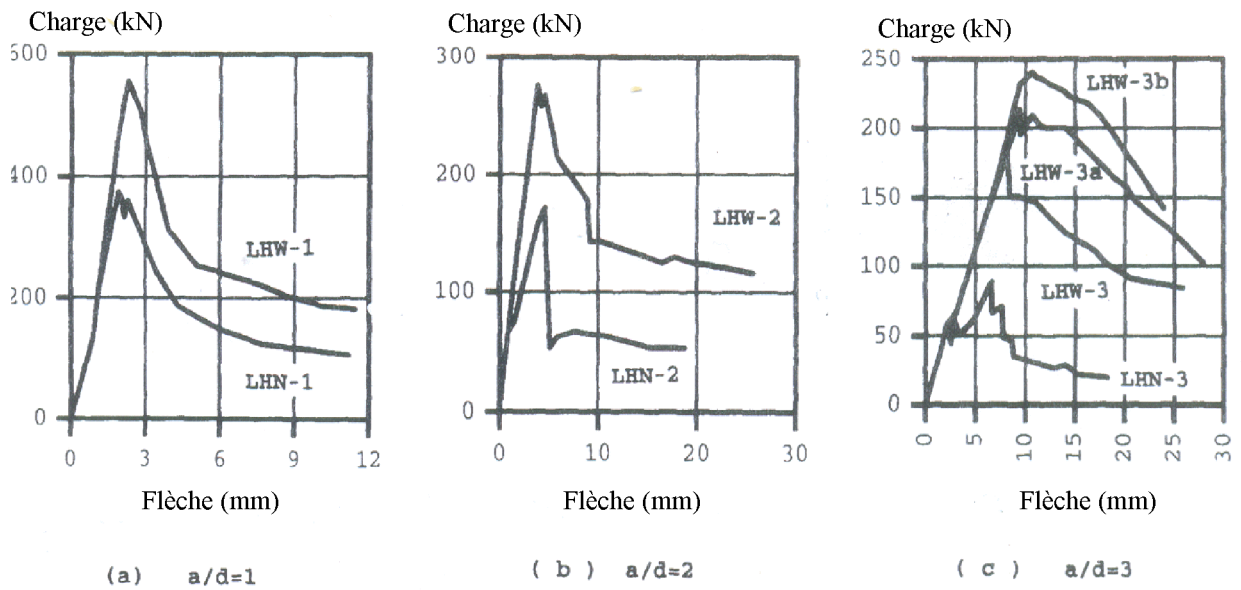 Charge (kN)
600
400
200
0
LHW-1
LHN-1
0 3 6 9 12
Flèche (mm)
(a) a/d=1
Charge (kN)
300
200
100
0
LHW-2
LHN-2
0 10 20 30
Flèche (mm)
( b ) a/d=2
Charge (kN)
250
200
150
100
50
0
LHW-3b
LHW-3a
LHW-3
LHN-3
0 5 10 15 20 25 30
Flèche (mm)
( c ) a/d=3